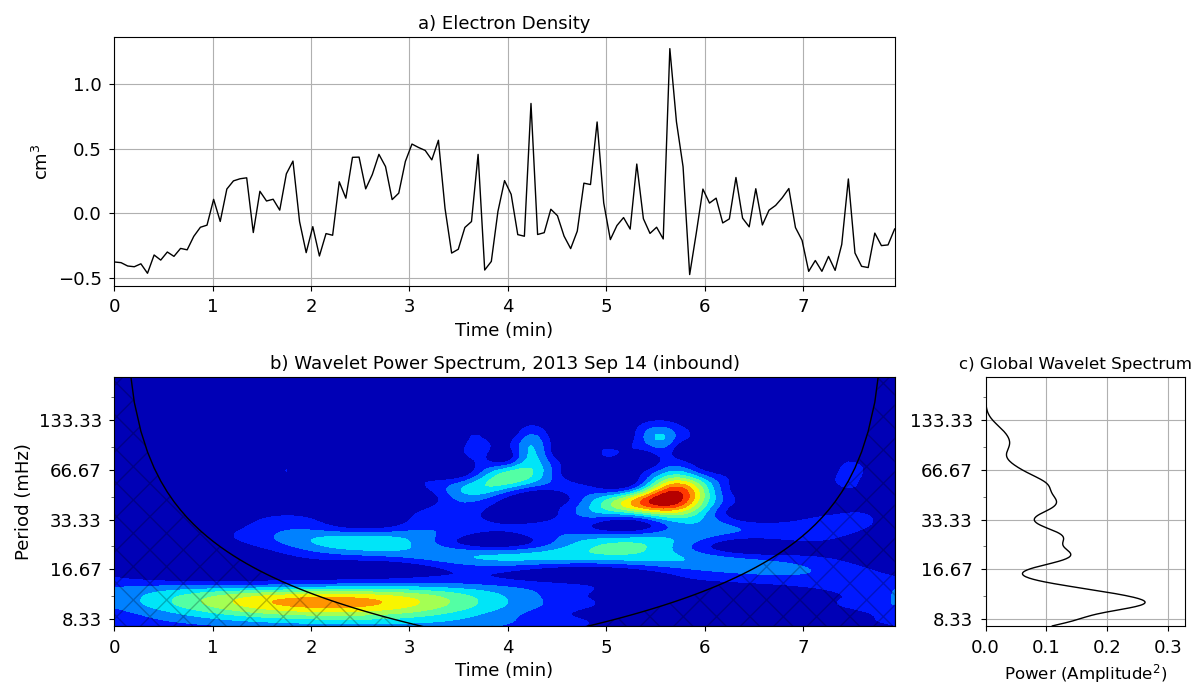 a) Electron Density
1.0
0.5
0.0
−0.5
cm³
0 1 2 3 4 5 6 7
Time (min)
b) Wavelet Power Spectrum, 2013 Sep 14 (inbound)
133.33
66.67
33.33
16.67
8.33
Period (mHz)
0 1 2 3 4 5 6 7
Time (min)
c) Global Wavelet Spectrum
133.33
66.67
33.33
16.67
8.33
0.0 0.1 0.2 0.3
Power (Amplitude²)